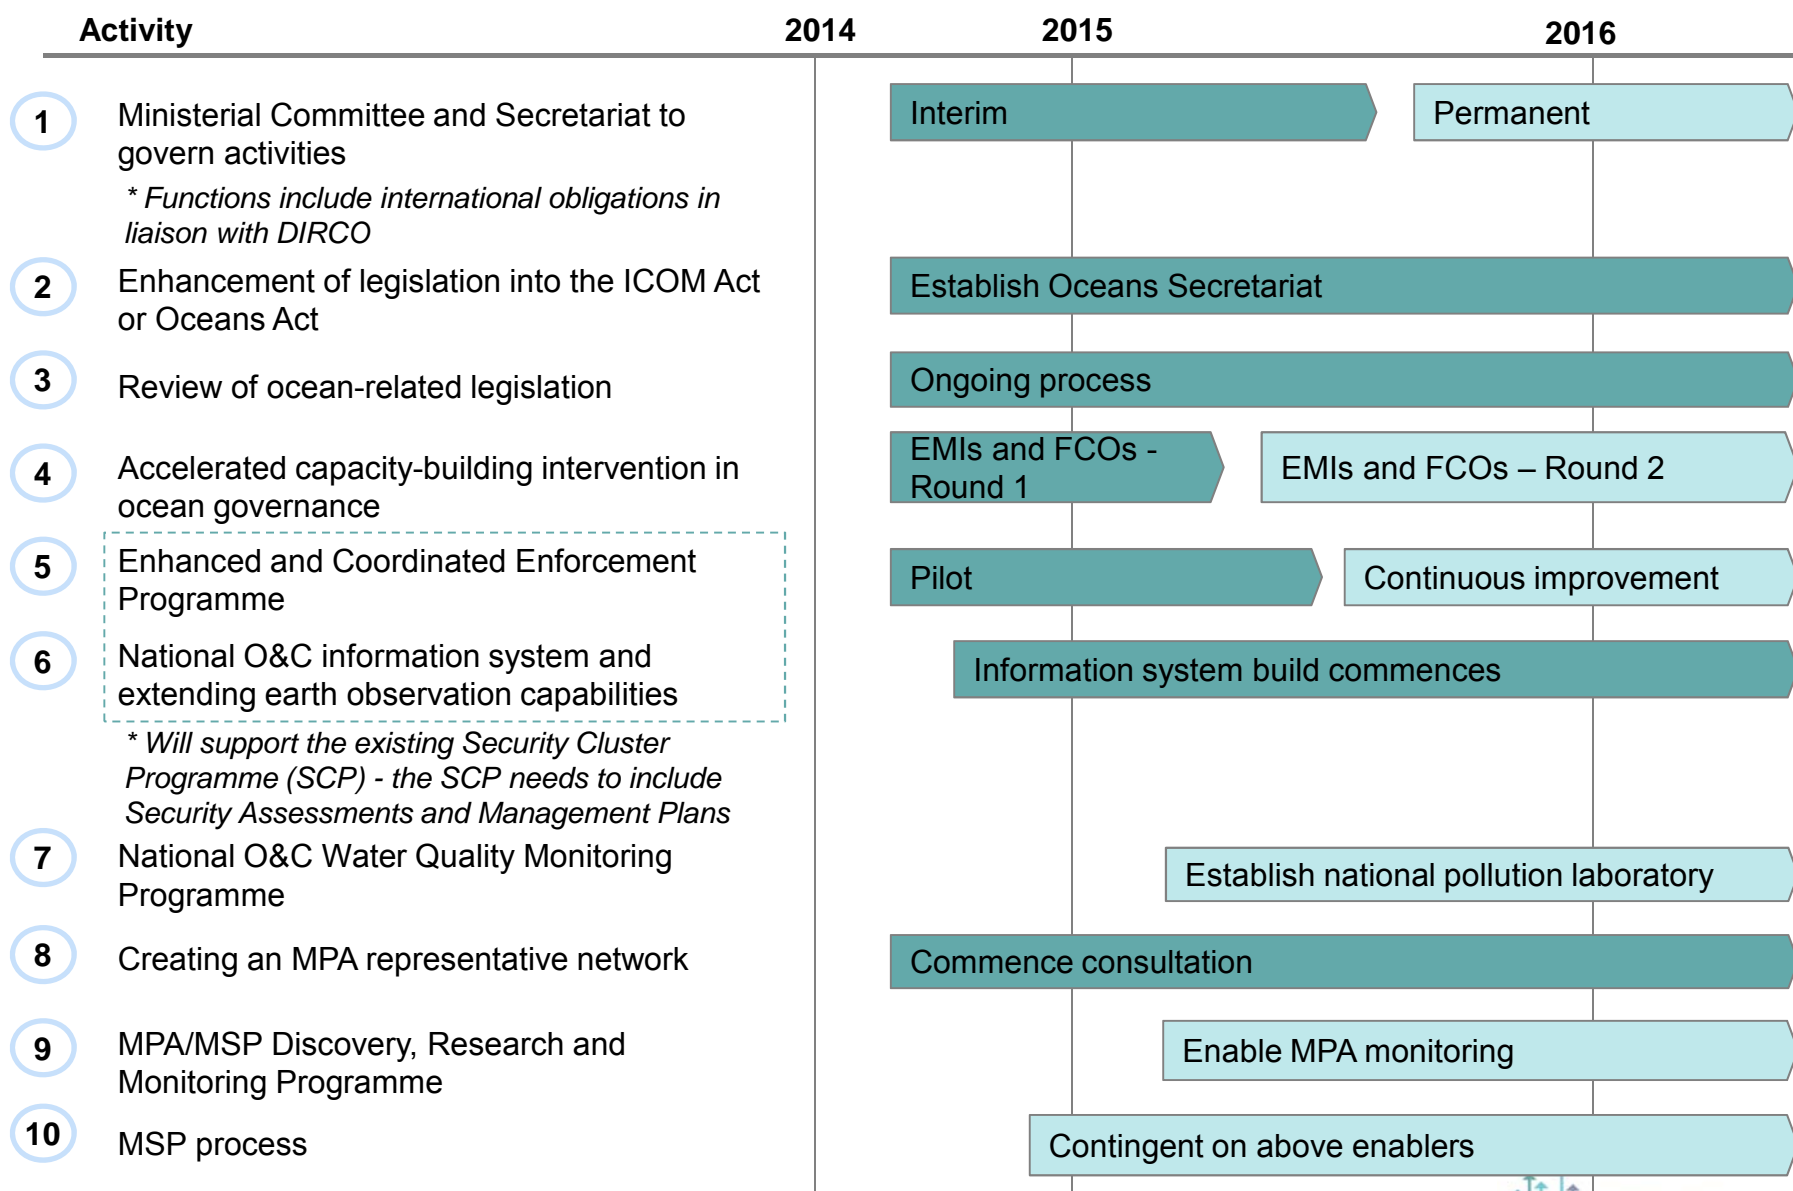 Activity 2014 2015 2016
1 Ministerial Committee and Secretariat to Interim Permanent
govern activities
* Functions include international obligations in
liaison with DIRCO
2 Enhancement of legislation into the ICOM Act Establish Oceans Secretariat
or Oceans Act
3 Review of ocean-related legislation Ongoing process
4 Accelerated capacity-building intervention in
ocean governance
EMIs and FCOs -
Round 1
EMIs and FCOs – Round 2
5 Enhanced and Coordinated Enforcement
Programme
Pilot Continuous improvement
6 National O&C information system and
extending earth observation capabilities
Information system build commences
* Will support the existing Security Cluster
Programme (SCP) - the SCP needs to include
Security Assessments and Management Plans
7 National O&C Water Quality Monitoring
Programme
Establish national pollution laboratory
8 Creating an MPA representative network Commence consultation
9 MPA/MSP Discovery, Research and
Monitoring Programme
Enable MPA monitoring
10 MSP process Contingent on above enablers